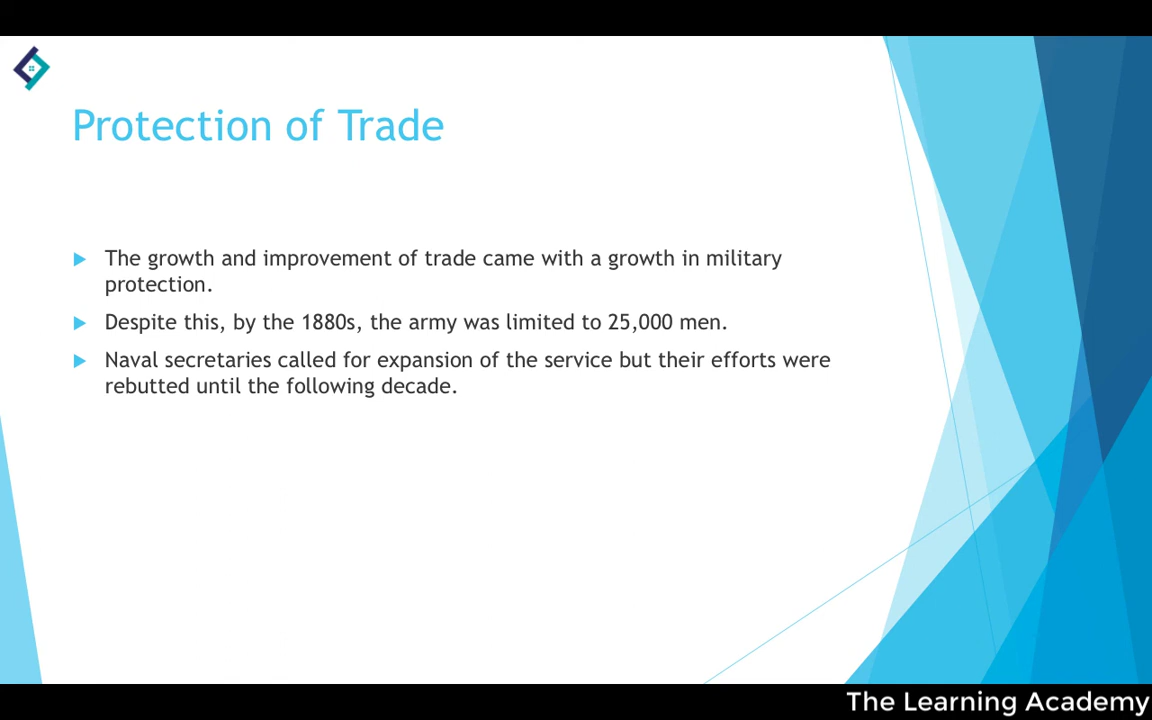 Protection of Trade
The growth and improvement of trade came with a growth in military
protection.
Despite this, by the 1880s, the army was limited to 25,000 men.
Naval secretaries called for expansion of the service but their efforts were
rebutted until the following decade.
The Learning Academy